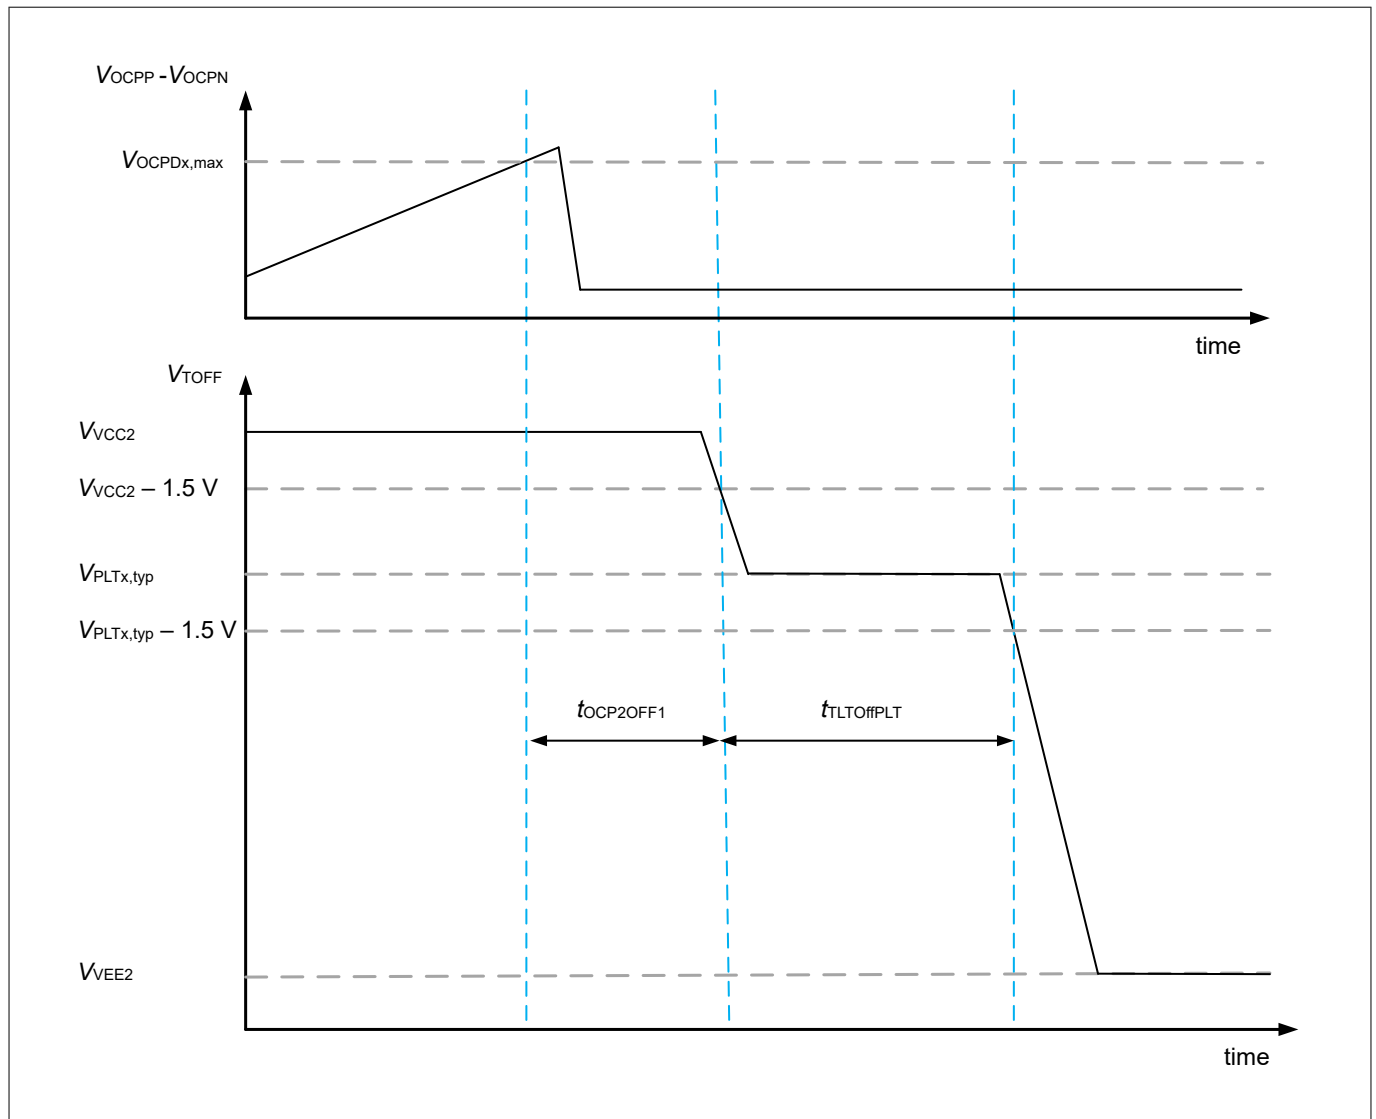 VOCPP -VOCPN
VOCPDx,max
time
VTOFF
VVCC2
VVCC2 – 1.5 V
VPLTx,typ
VPLTx,typ – 1.5 V
tOCP2OFF1
tTLTOffPLT
VVEE2
time